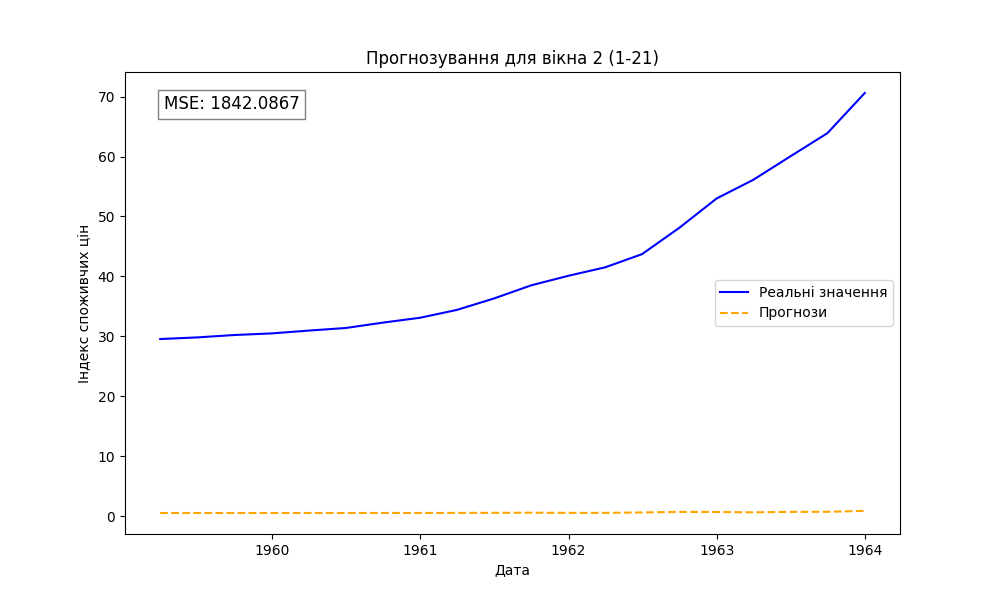 Прогнозування для вікна 2 (1-21)
MSE: 1842.0867
Індекс споживчих цін
70
60
50
40
30
20
10
0
Реальні значення
Прогнози
1960 1961 1962 1963 1964
Дата